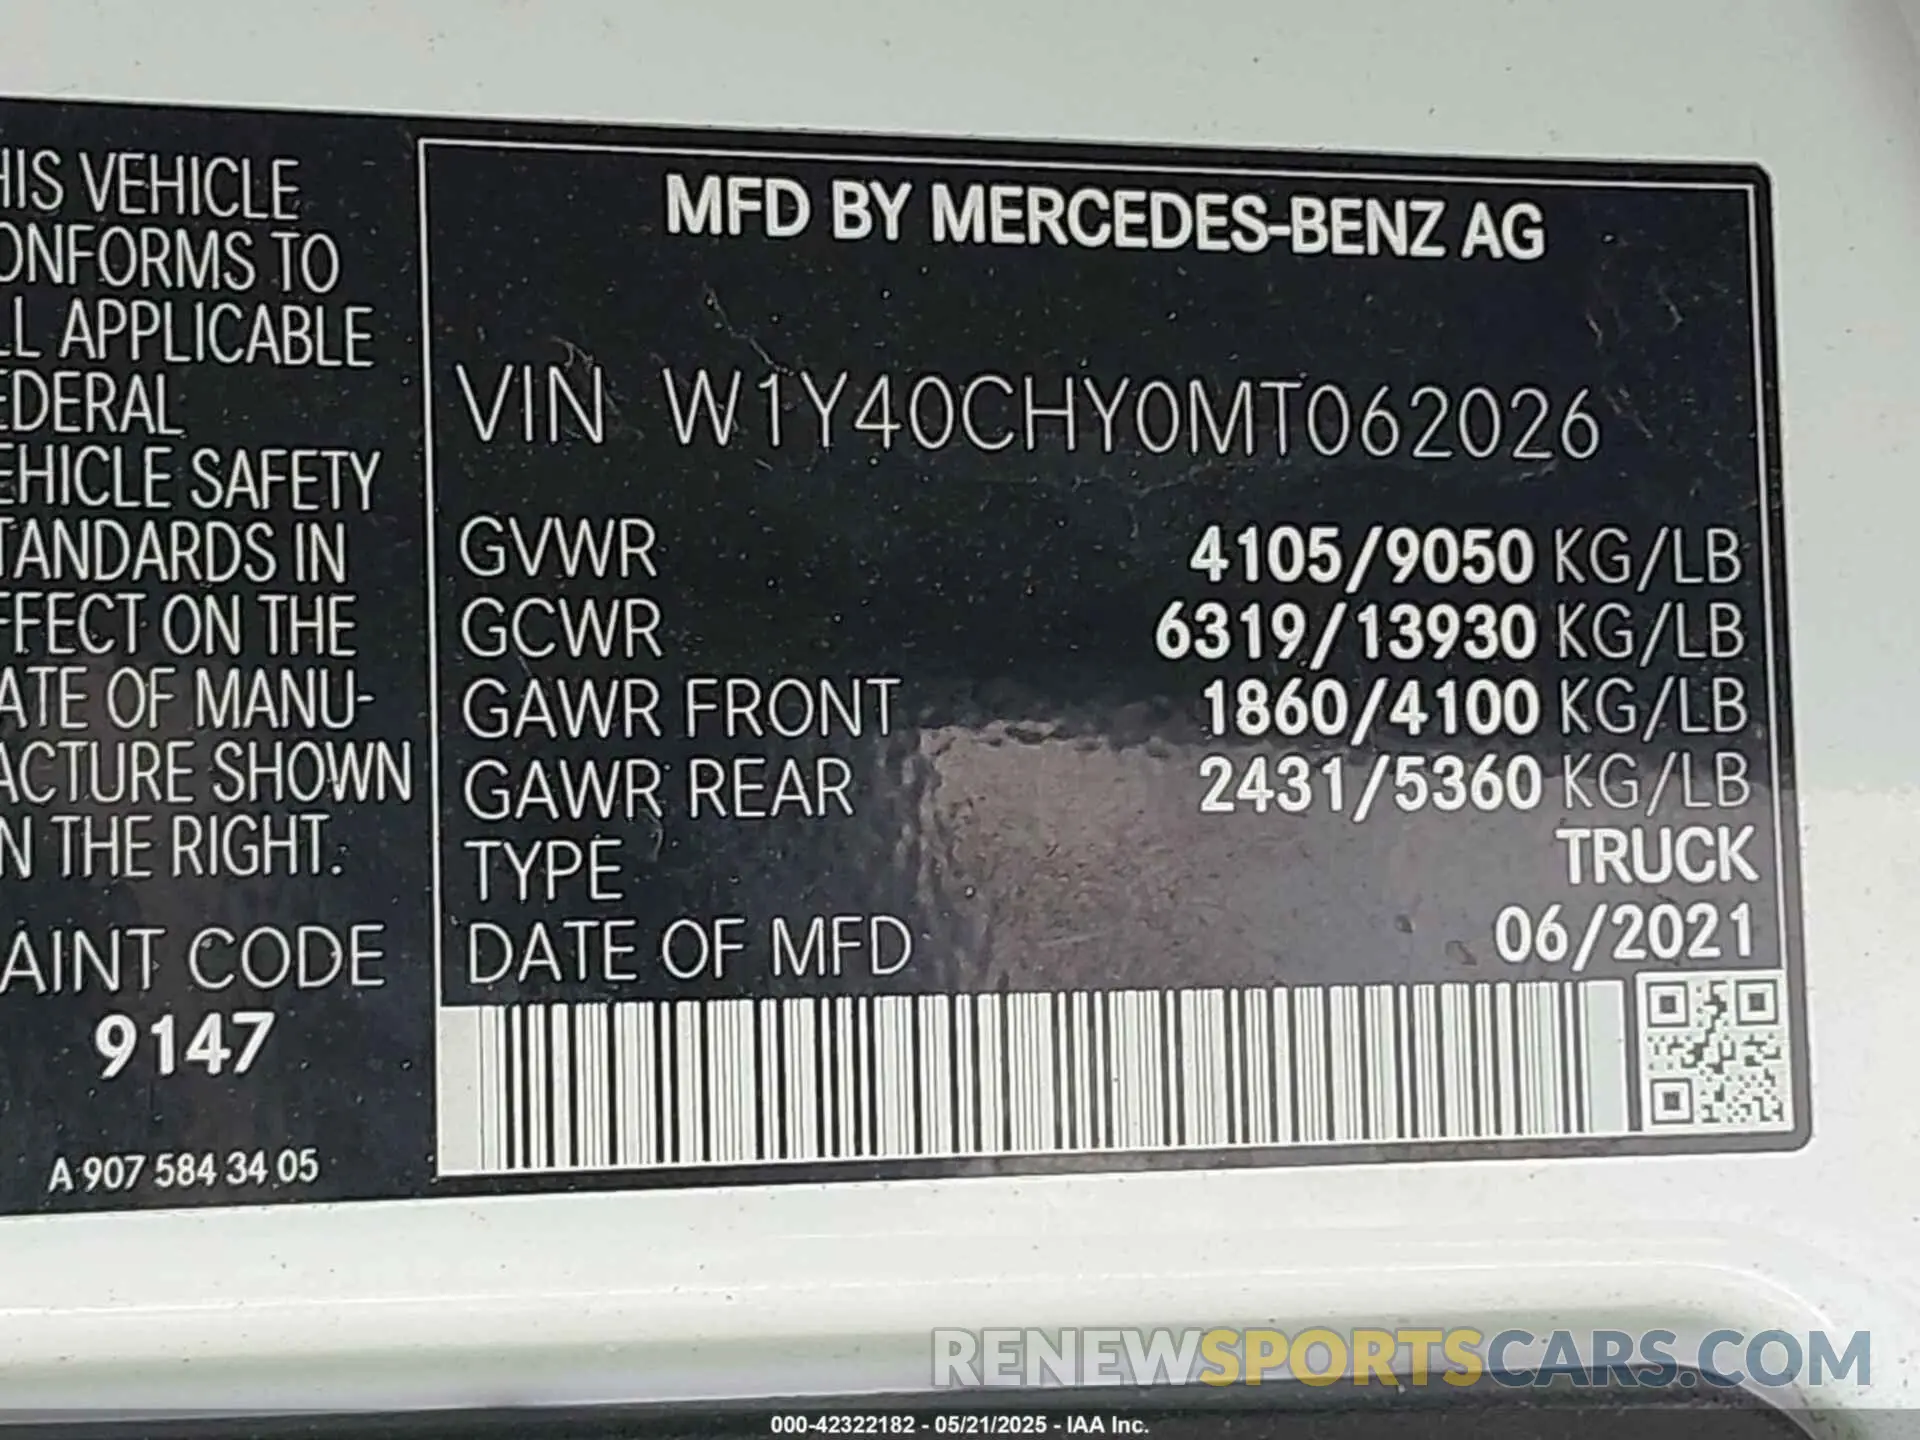 HIS VEHICLE
ONFORMS TO
LL APPLICABLE
EDERAL
EHICLE SAFETY
TANDARDS IN
FFECT ON THE
ATE OF MANU-
ACTURE SHOWN
N THE RIGHT.
AINT CODE
9147
A 907 584 34 05
MFD BY MERCEDES-BENZ AG
VIN W1Y40CHY0MT062026
GVWR 4105/9050 KG/LB
GCWR 6319/13930 KG/LB
GAWR FRONT 1860/4100 KG/LB
GAWR REAR 2431/5360 KG/LB
TYPE TRUCK
DATE OF MFD 06/2021
RENEWSPORTSCARS.COM
000-42322182 - 05/21/2025 - IAA Inc.